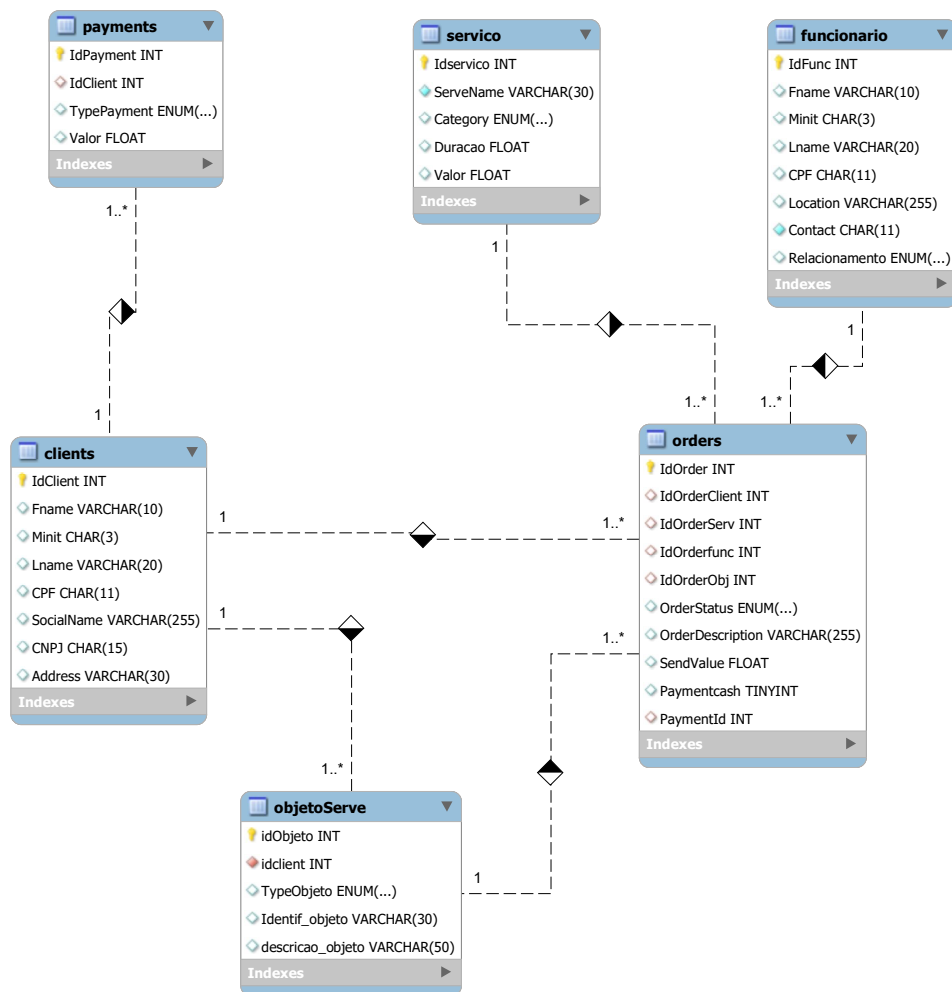 payments
IdPayment INT
IdClient INT
TypePayment ENUM(...)
Valor FLOAT
Indexes
servico
Idservico INT
ServeName VARCHAR(30)
Category ENUM(...)
Duracao FLOAT
Valor FLOAT
Indexes
funcionario
IdFunc INT
Fname VARCHAR(10)
Minit CHAR(3)
Lname VARCHAR(20)
CPF CHAR(11)
Location VARCHAR(255)
Contact CHAR(11)
Relacionamento ENUM(...)
Indexes
1..*
1
1
1
1..*
1..*
clients
IdClient INT
Fname VARCHAR(10)
Minit CHAR(3)
Lname VARCHAR(20)
CPF CHAR(11)
SocialName VARCHAR(255)
CNPJ CHAR(15)
Address VARCHAR(30)
Indexes
1
1..*
1
1..*
orders
IdOrder INT
IdOrderClient INT
IdOrderServ INT
IdOrderfunc INT
IdOrderObj INT
OrderStatus ENUM(...)
OrderDescription VARCHAR(255)
SendValue FLOAT
Paymentcash TINYINT
PaymentId INT
Indexes
1..*
1
objetoServe
idObjeto INT
idclient INT
TypeObjeto ENUM(...)
Identif_objeto VARCHAR(30)
descricao_objeto VARCHAR(50)
Indexes